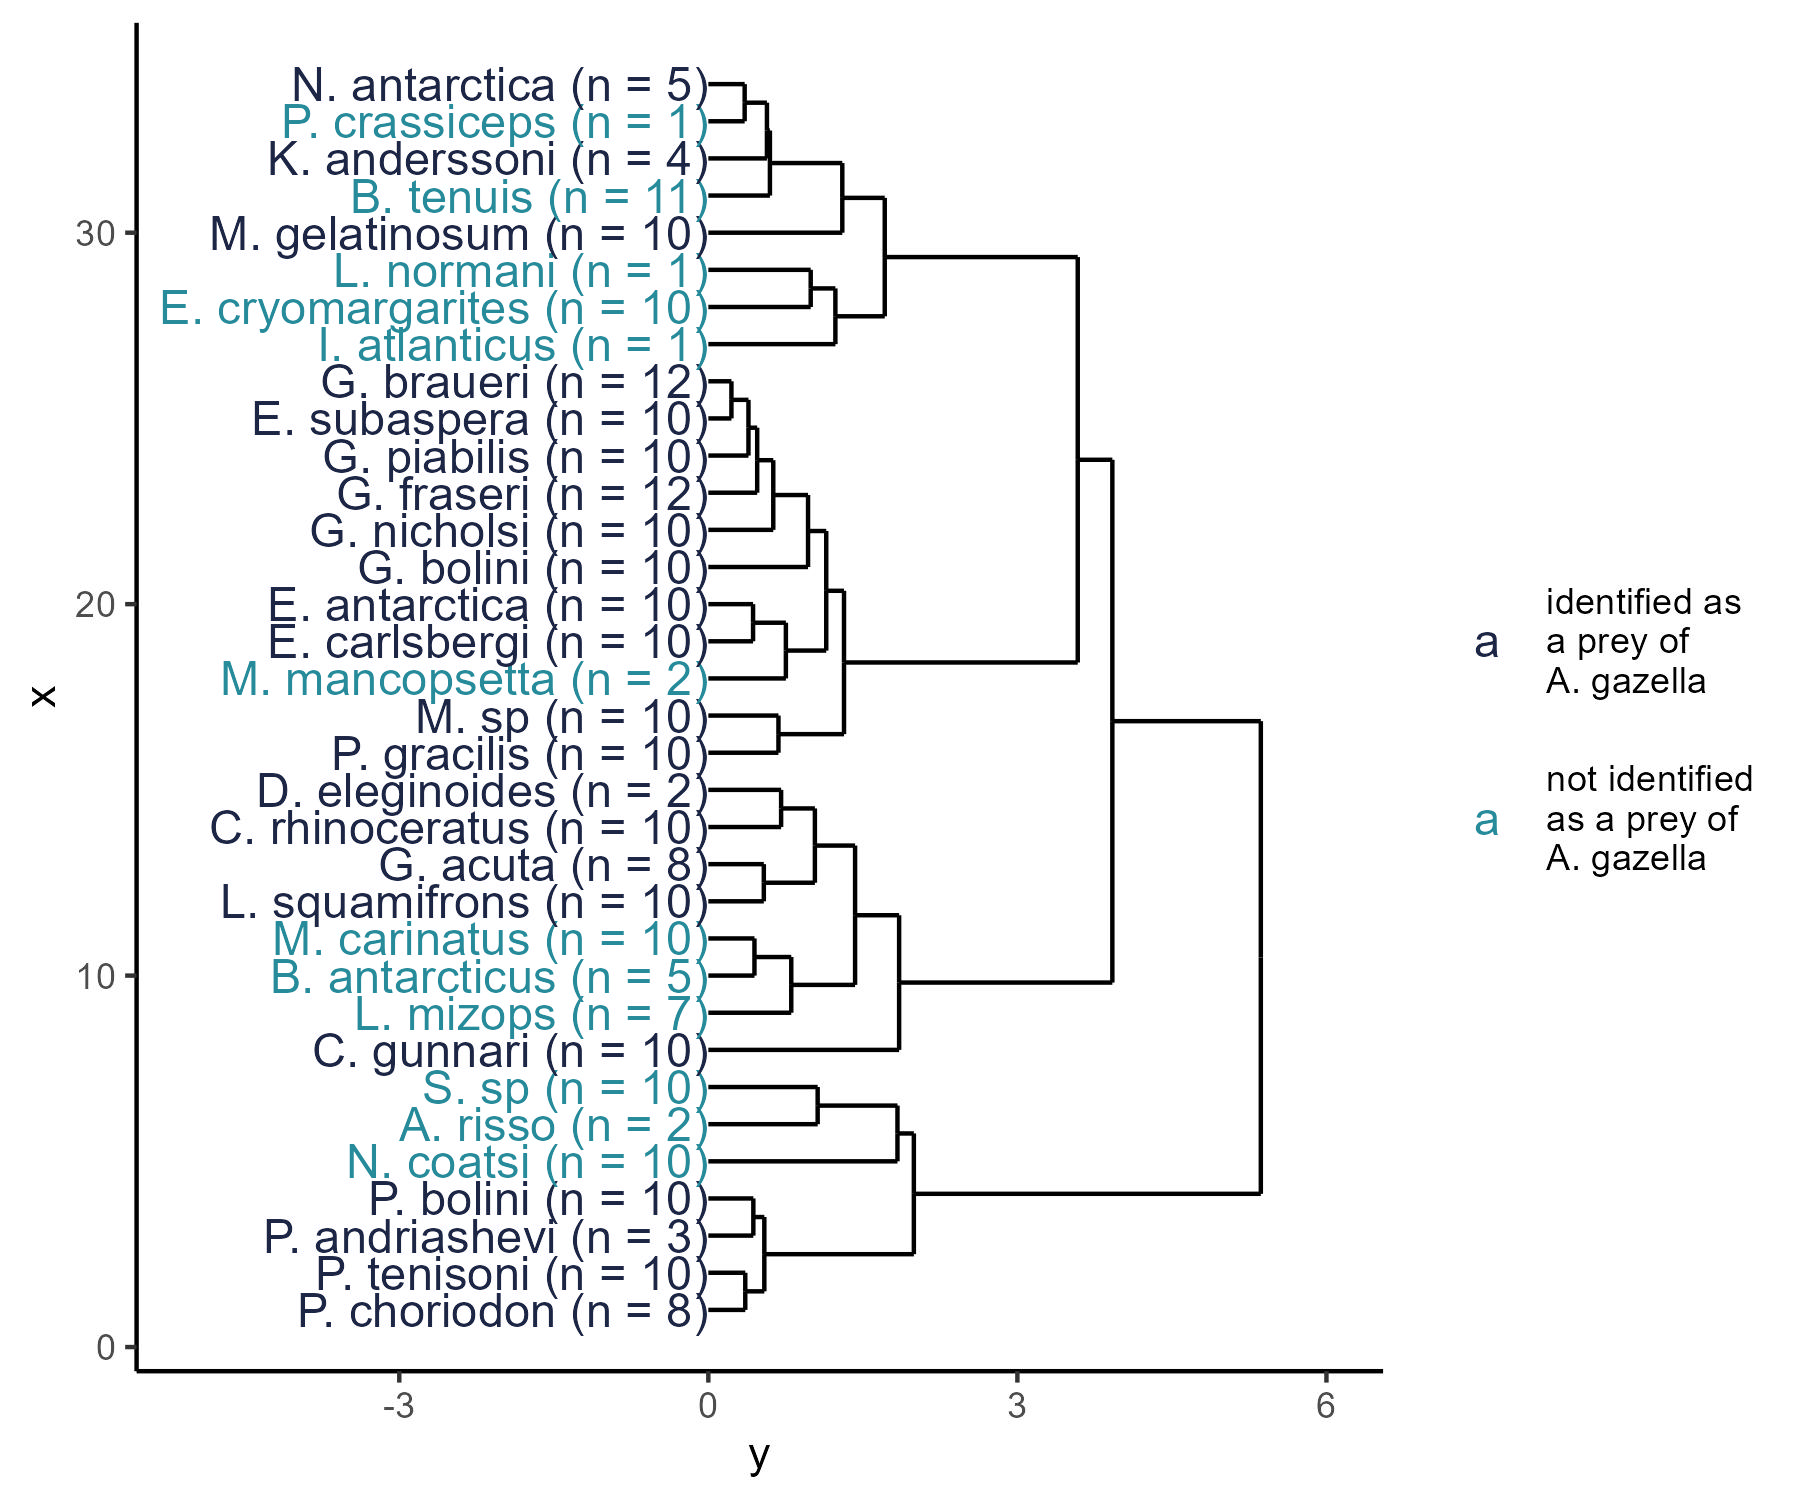 N. antarctica (n = 5)
P. crassiceps (n = 1)
K. anderssoni (n = 4)
B. tenuis (n = 11)
M. gelatinosum (n = 10)
L. normani (n = 1)
E. cryomargarites (n = 10)
I. atlanticus (n = 1)
G. braueri (n = 12)
E. subaspera (n = 10)
G. piabilis (n = 10)
G. fraseri (n = 12)
G. nicholsi (n = 10)
G. bolini (n = 10)
E. antarctica (n = 10)
E. carlsbergi (n = 10)
M. mancopsetta (n = 2)
M. sp (n = 10)
P. gracilis (n = 10)
D. eleginoides (n = 2)
C. rhinoceratus (n = 10)
G. acuta (n = 8)
L. squamifrons (n = 10)
M. carinatus (n = 10)
B. antarcticus (n = 5)
L. mizops (n = 7)
C. gunnari (n = 10)
S. sp (n = 10)
A. risso (n = 2)
N. coatsi (n = 10)
P. bolini (n = 10)
P. andriashevi (n = 3)
P. tenisoni (n = 10)
P. choriodon (n = 8)
30
20
10
0
x
-3
0
3
6
y
a
identified as
a prey of
A. gazella
a
not identified
as a prey of
A. gazella